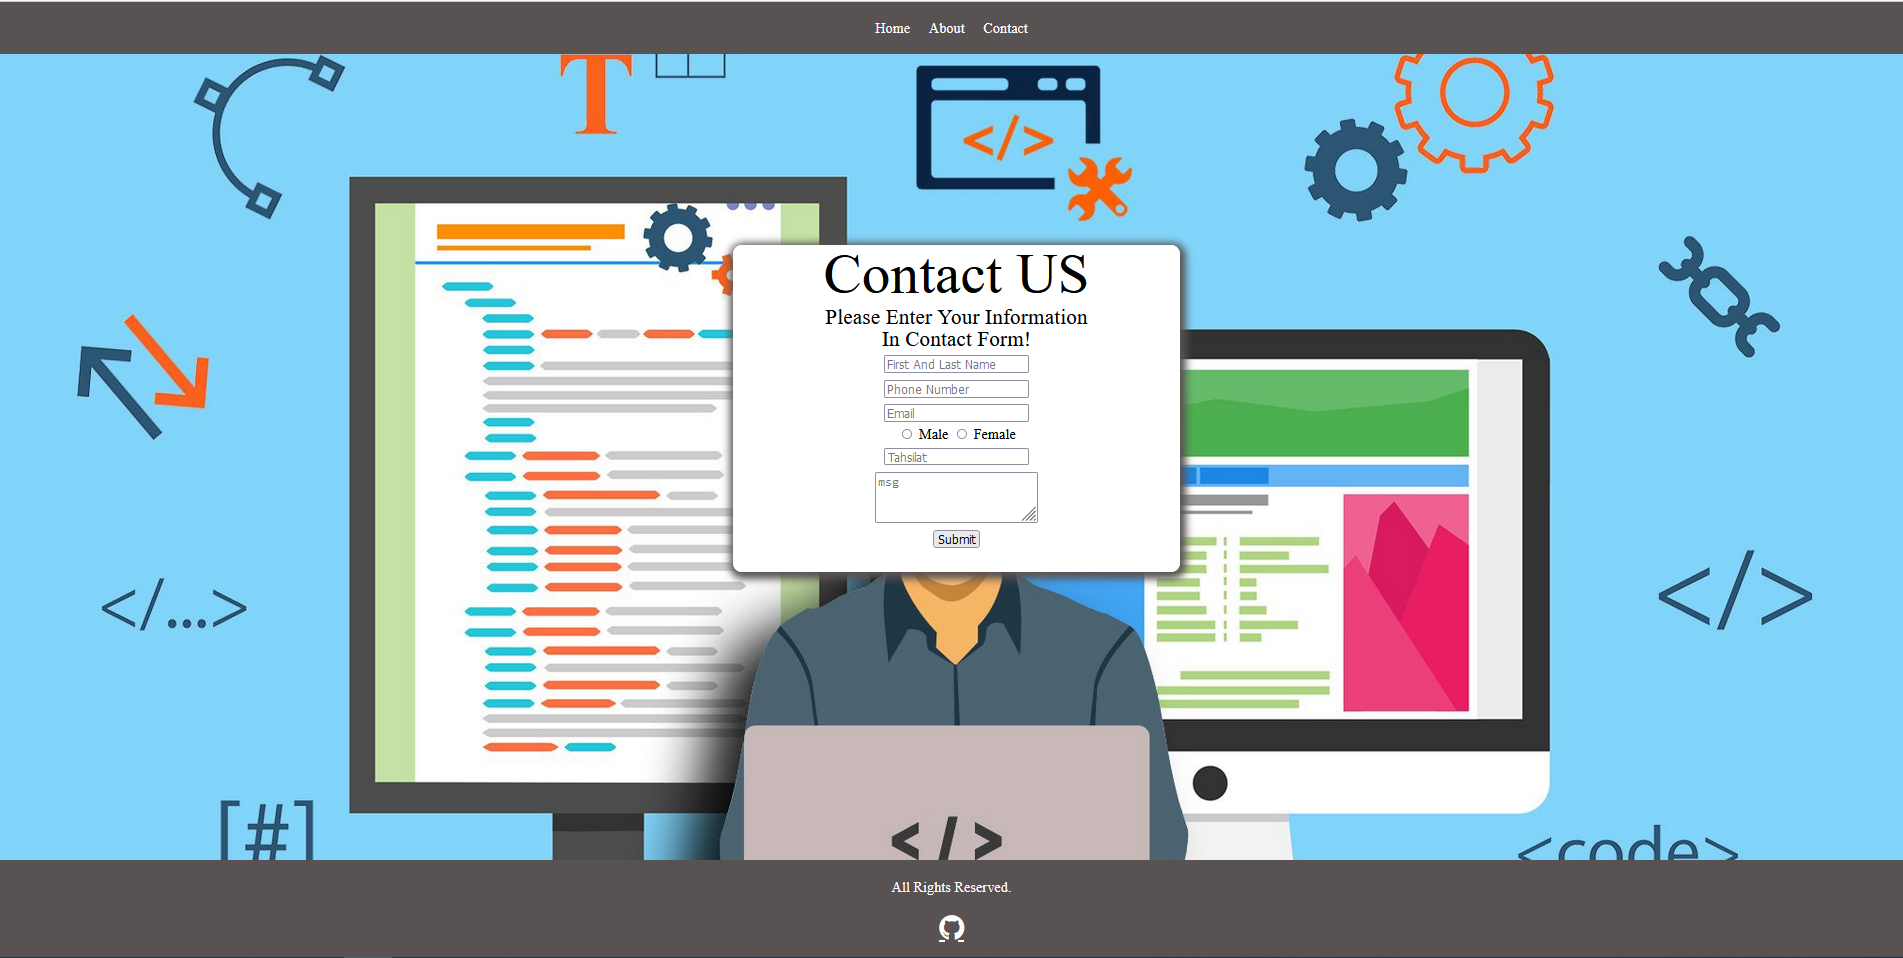 Home About Contact
T
</>
Contact US
Please Enter Your Information
In Contact Form!
First And Last Name
Phone Number
Email
Male Female
Tahsilat
msg
Submit
</...>
</>
[#]
</>
<code>
All Rights Reserved.